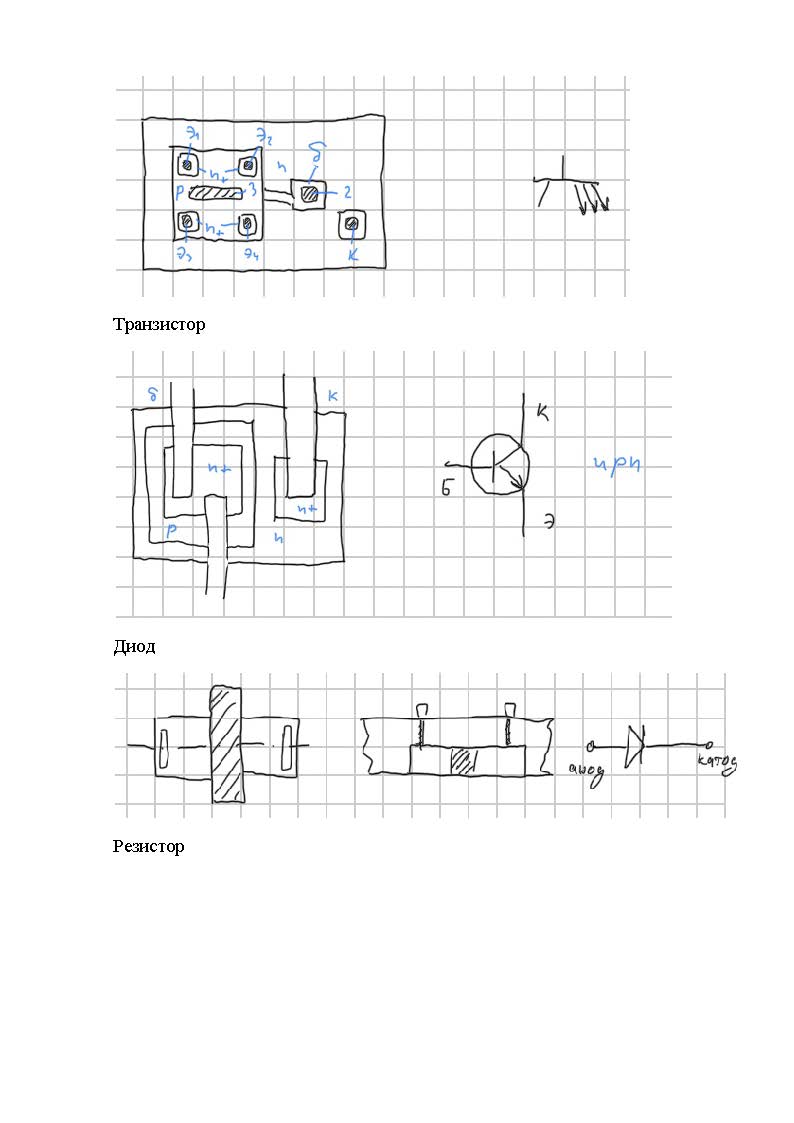 Э1 Э2 б
n
n+
P 3 2
n+
Э3 Э4 К
Транзистор
б К
К
n+ npn
Б
n+
P n Э
Диод
анод катод
Резистор